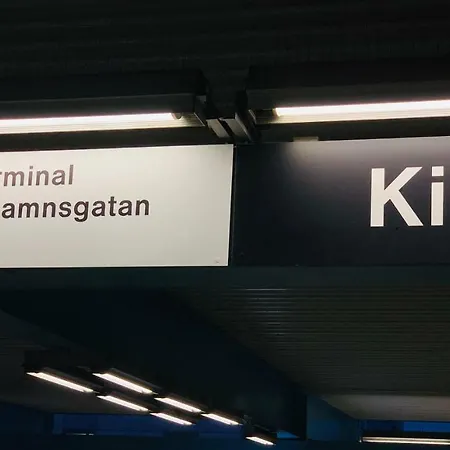 rminal
amnsgatan
Ki